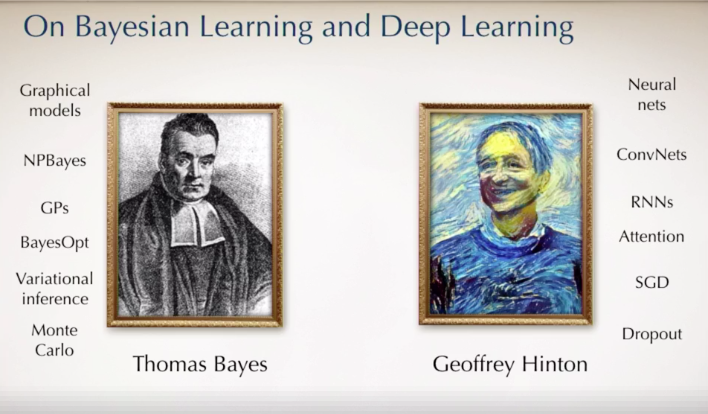 On Bayesian Learning and Deep Learning
Graphical
models
NPBayes
GPs
BayesOpt
Variational
inference
Monte
Carlo
Thomas Bayes
Neural
nets
ConvNets
RNNs
Attention
SGD
Dropout
Geoffrey Hinton